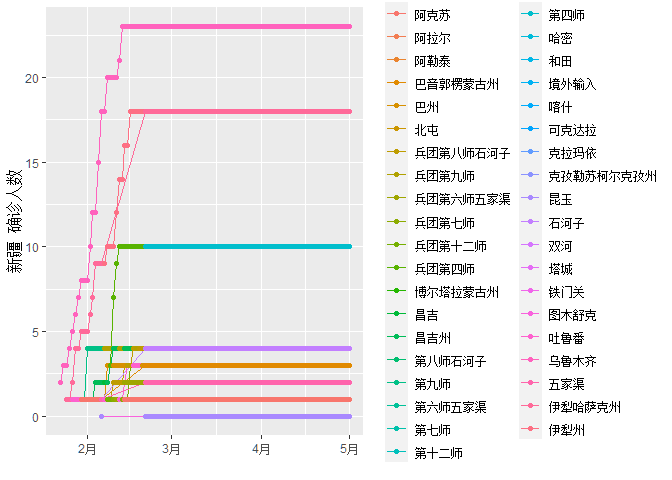 新疆 确诊人数
20
15
10
5
0
2月
3月
4月
5月
阿克苏
阿拉尔
阿勒泰
巴音郭楞蒙古州
巴州
北屯
兵团第八师石河子
兵团第九师
兵团第六师五家渠
兵团第七师
兵团第十二师
兵团第四师
博尔塔拉蒙古州
昌吉
昌吉州
第八师石河子
第九师
第六师五家渠
第七师
第十二师
第四师
哈密
和田
境外输入
喀什
可克达拉
克拉玛依
克孜勒苏柯尔克孜州
昆玉
石河子
双河
塔城
铁门关
图木舒克
吐鲁番
乌鲁木齐
五家渠
伊犁哈萨克州
伊犁州